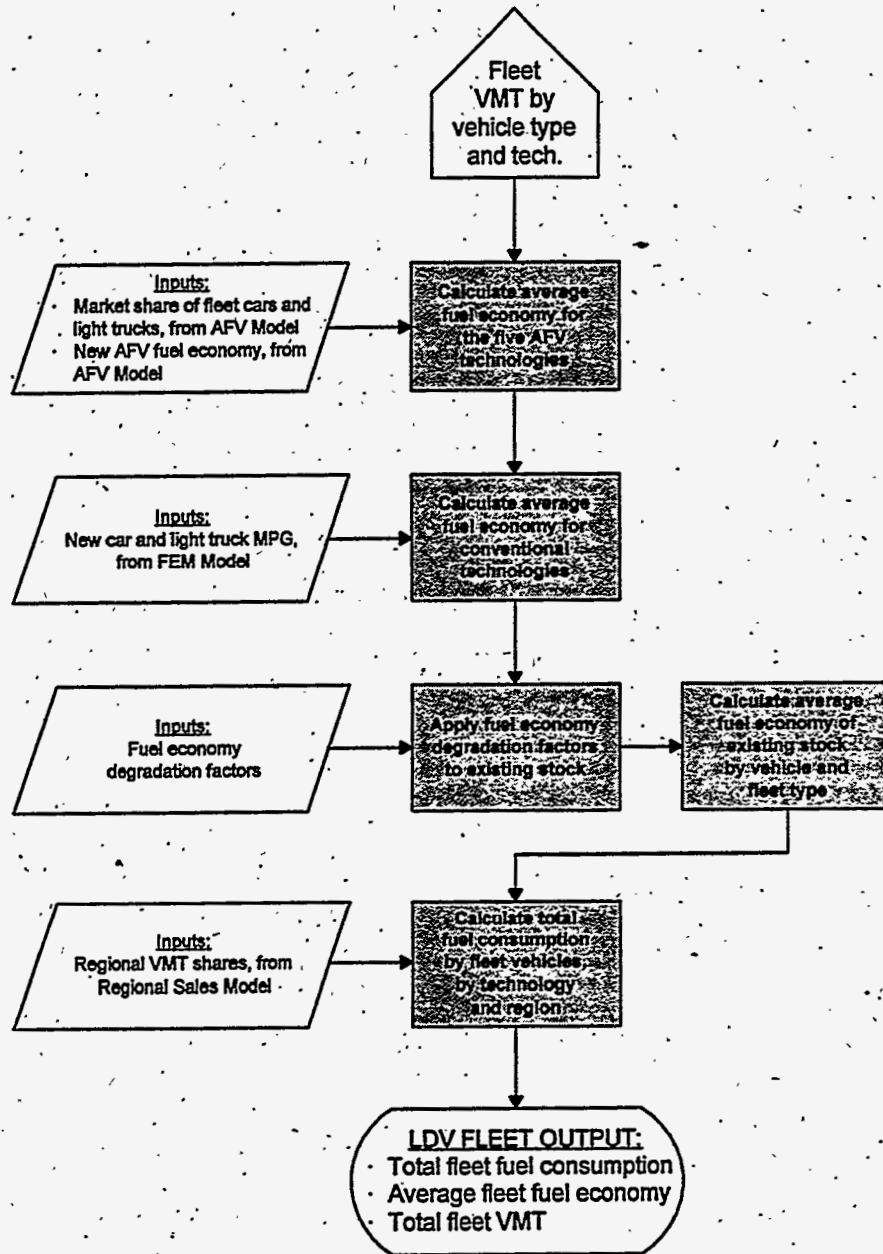 Fleet
VMT by
vehicle type
and tech.
Inputs:
· Market share of fleet cars and
light trucks, from AFV Model
· New AFV fuel economy, from
AFV Model
Calculate average
fuel economy for
the five AFV
technologies
Inputs:
New car and light truck MPG,
from FEM Model
Calculate average
fuel economy for
conventional
technologies
Inputs:
Fuel economy
degradation factors
Apply fuel economy
degradation factors
to existing stock
Calculate average
fuel economy of
existing stock
by vehicle and
fleet type
Inputs:
Regional VMT shares, from
Regional Sales Model
Calculate total
fuel consumption
by fleet vehicles,
by technology
and region
LDV FLEET OUTPUT:
· Total fleet fuel consumption
· Average fleet fuel economy
· Total fleet VMT